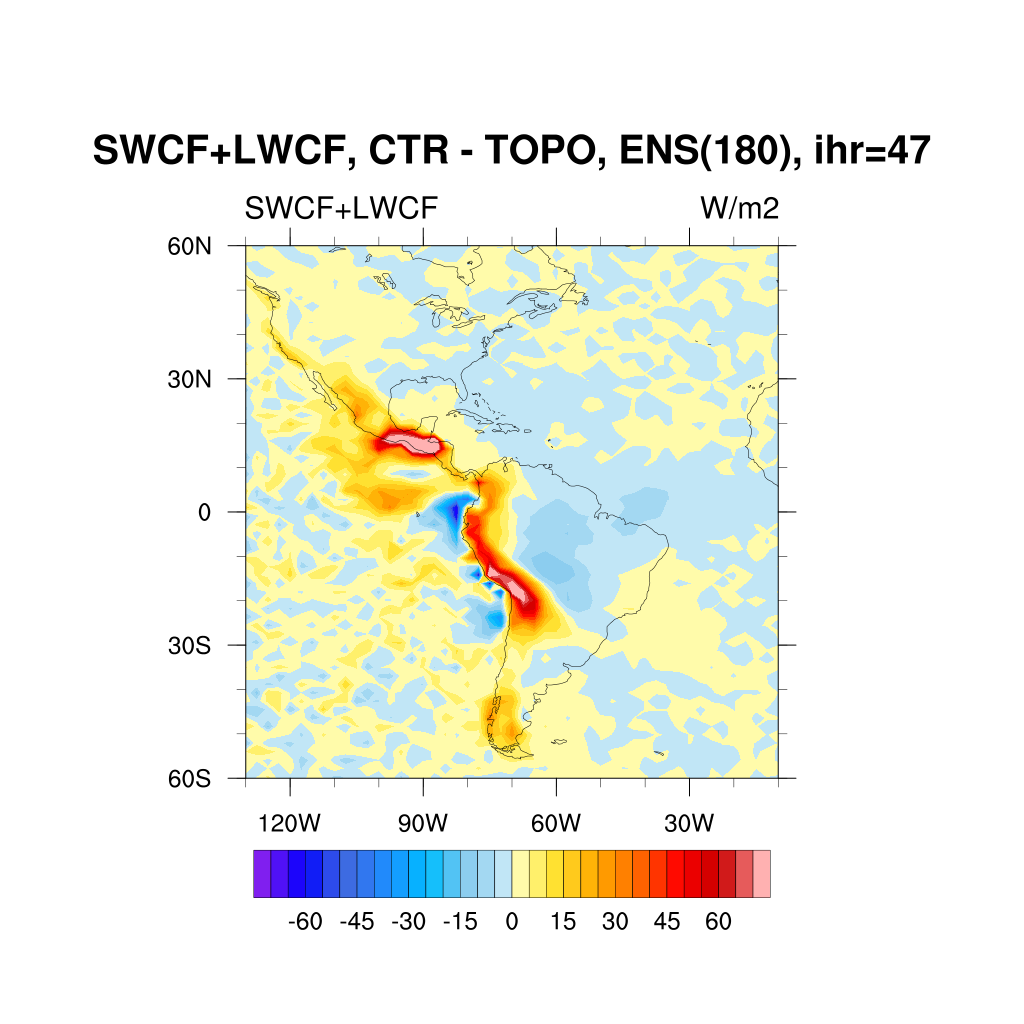 SWCF+LWCF, CTR - TOPO, ENS(180), ihr=47
SWCF+LWCF W/m2
60N
30N
0
30S
60S
120W 90W 60W 30W
-60 -45 -30 -15 0 15 30 45 60